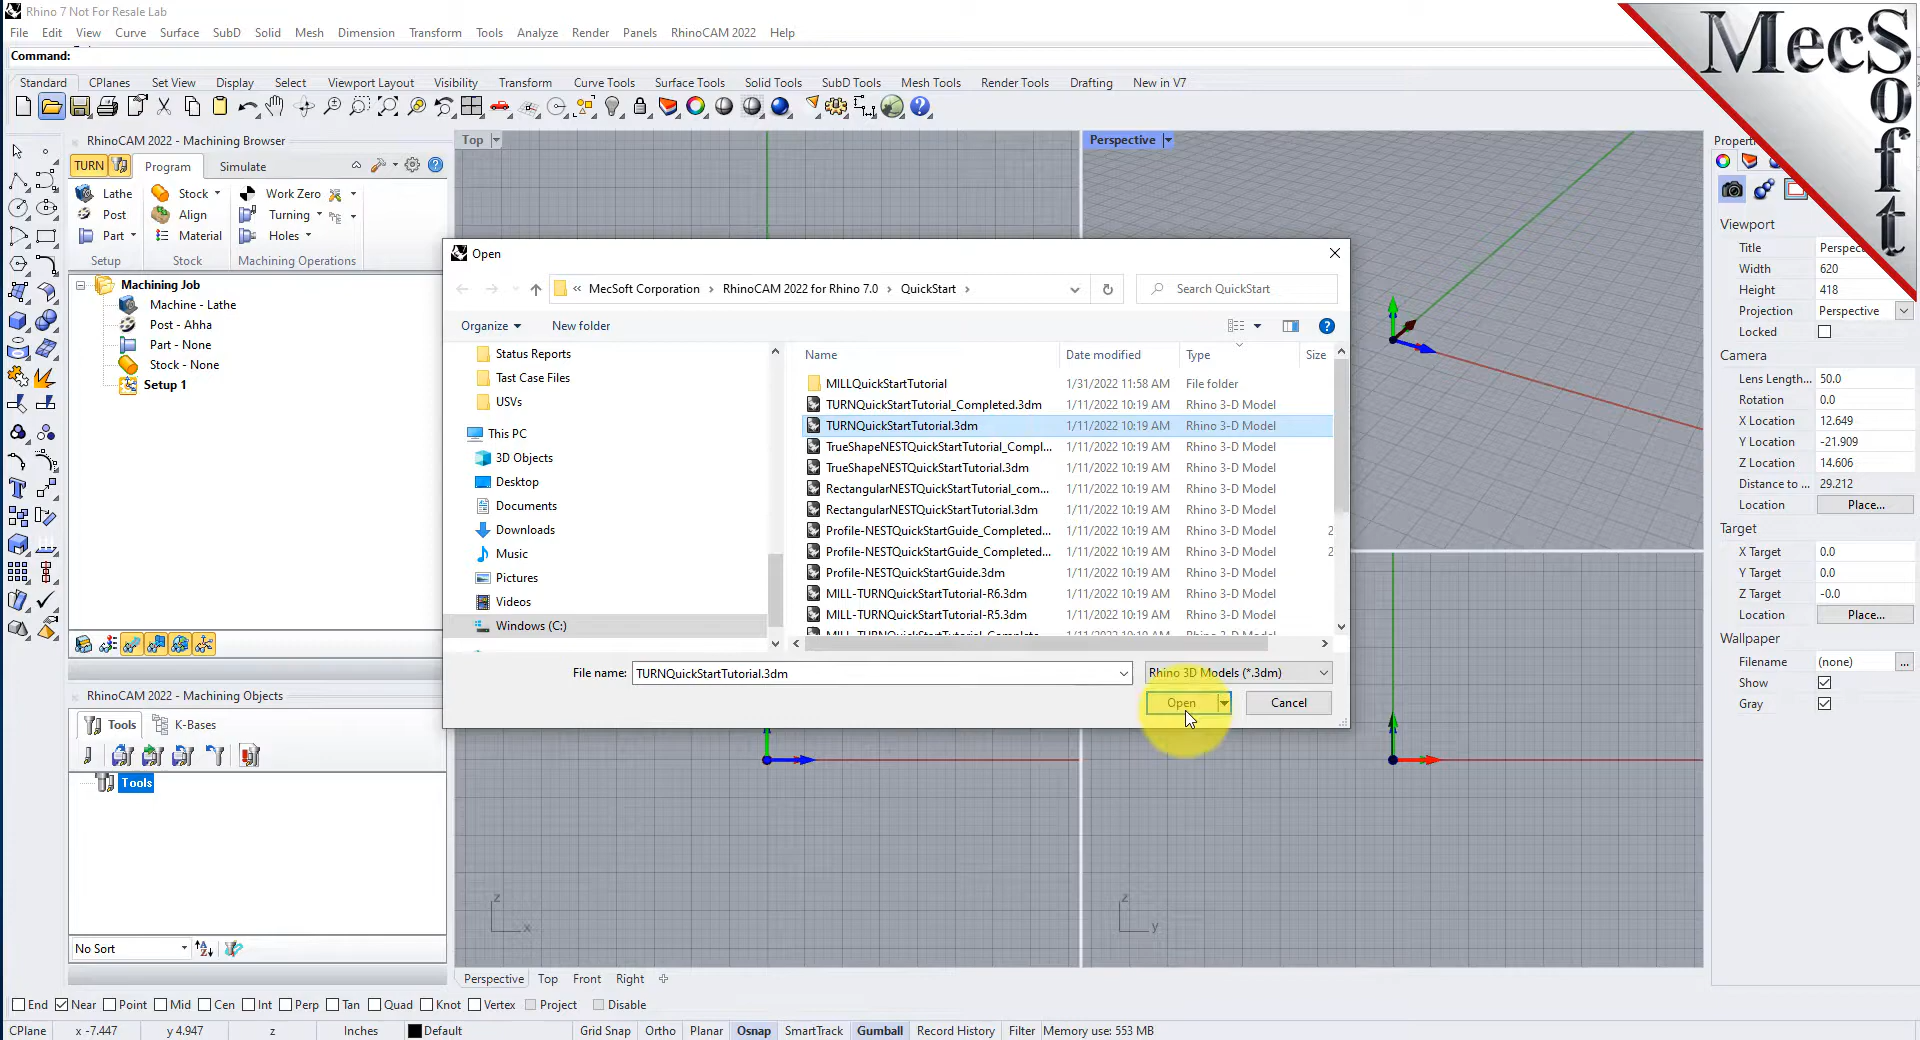 Rhino 7 Not For Resale Lab
File Edit View Curve Surface SubD Solid Mesh Dimension Transform Tools Analyze Render Panels RhinoCAM 2022 Help
Command:
Standard CPlanes Set View Display Select Viewport Layout Visibility Transform Curve Tools Surface Tools Solid Tools SubD Tools Mesh Tools Render Tools Drafting New in V7
MecSoft
RhinoCAM 2022 - Machining Browser
TURN Program Simulate
Lathe Stock Work Zero
Post Align Turning
Part Material Holes
Setup Stock Machining Operations
Machining Job
Machine - Lathe
Post - Ahha
Part - None
Stock - None
Setup 1
RhinoCAM 2022 - Machining Objects
Tools K-Bases
Tools
No Sort
Top
Perspective
Open
« MecSoft Corporation › RhinoCAM 2022 for Rhino 7.0 › QuickStart ›
Search QuickStart
Organize New folder
Status Reports
Tast Case Files
USVs
This PC
3D Objects
Desktop
Documents
Downloads
Music
Pictures
Videos
Windows (C:)
Name Date modified Type Size
MILLQuickStartTutorial 1/31/2022 11:58 AM File folder
TURNQuickStartTutorial_Completed.3dm 1/11/2022 10:19 AM Rhino 3-D Model
TURNQuickStartTutorial.3dm 1/11/2022 10:19 AM Rhino 3-D Model
TrueShapeNESTQuickStartTutorial_Compl... 1/11/2022 10:19 AM Rhino 3-D Model
TrueShapeNESTQuickStartTutorial.3dm 1/11/2022 10:19 AM Rhino 3-D Model
RectangularNESTQuickStartTutorial_com... 1/11/2022 10:19 AM Rhino 3-D Model
RectangularNESTQuickStartTutorial.3dm 1/11/2022 10:19 AM Rhino 3-D Model
Profile-NESTQuickStartGuide_Completed... 1/11/2022 10:19 AM Rhino 3-D Model 2
Profile-NESTQuickStartGuide_Completed... 1/11/2022 10:19 AM Rhino 3-D Model 2
Profile-NESTQuickStartGuide.3dm 1/11/2022 10:19 AM Rhino 3-D Model
MILL-TURNQuickStartTutorial-R6.3dm 1/11/2022 10:19 AM Rhino 3-D Model
MILL-TURNQuickStartTutorial-R5.3dm 1/11/2022 10:19 AM Rhino 3-D Model
File name: TURNQuickStartTutorial.3dm Rhino 3D Models (*.3dm)
Open Cancel
z
x
z
y
Properti
Viewport
Title Perspec
Width 620
Height 418
Projection Perspective
Locked
Camera
Lens Length... 50.0
Rotation 0.0
X Location 12.649
Y Location -21.909
Z Location 14.606
Distance to ... 29.212
Location Place...
Target
X Target 0.0
Y Target 0.0
Z Target -0.0
Location Place...
Wallpaper
Filename (none) ...
Show
Gray
Perspective Top Front Right
End Near Point Mid Cen Int Perp Tan Quad Knot Vertex Project Disable
CPlane x -7.447 y 4.947 z Inches Default Grid Snap Ortho Planar Osnap SmartTrack Gumball Record History Filter Memory use: 553 MB